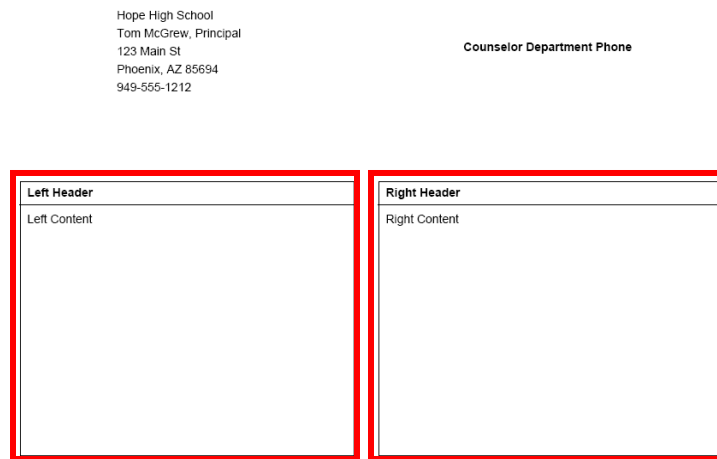 Hope High School
Tom McGrew, Principal
123 Main St
Phoenix, AZ 85694
949-555-1212
Counselor Department Phone
Left Header
Left Content
Right Header
Right Content